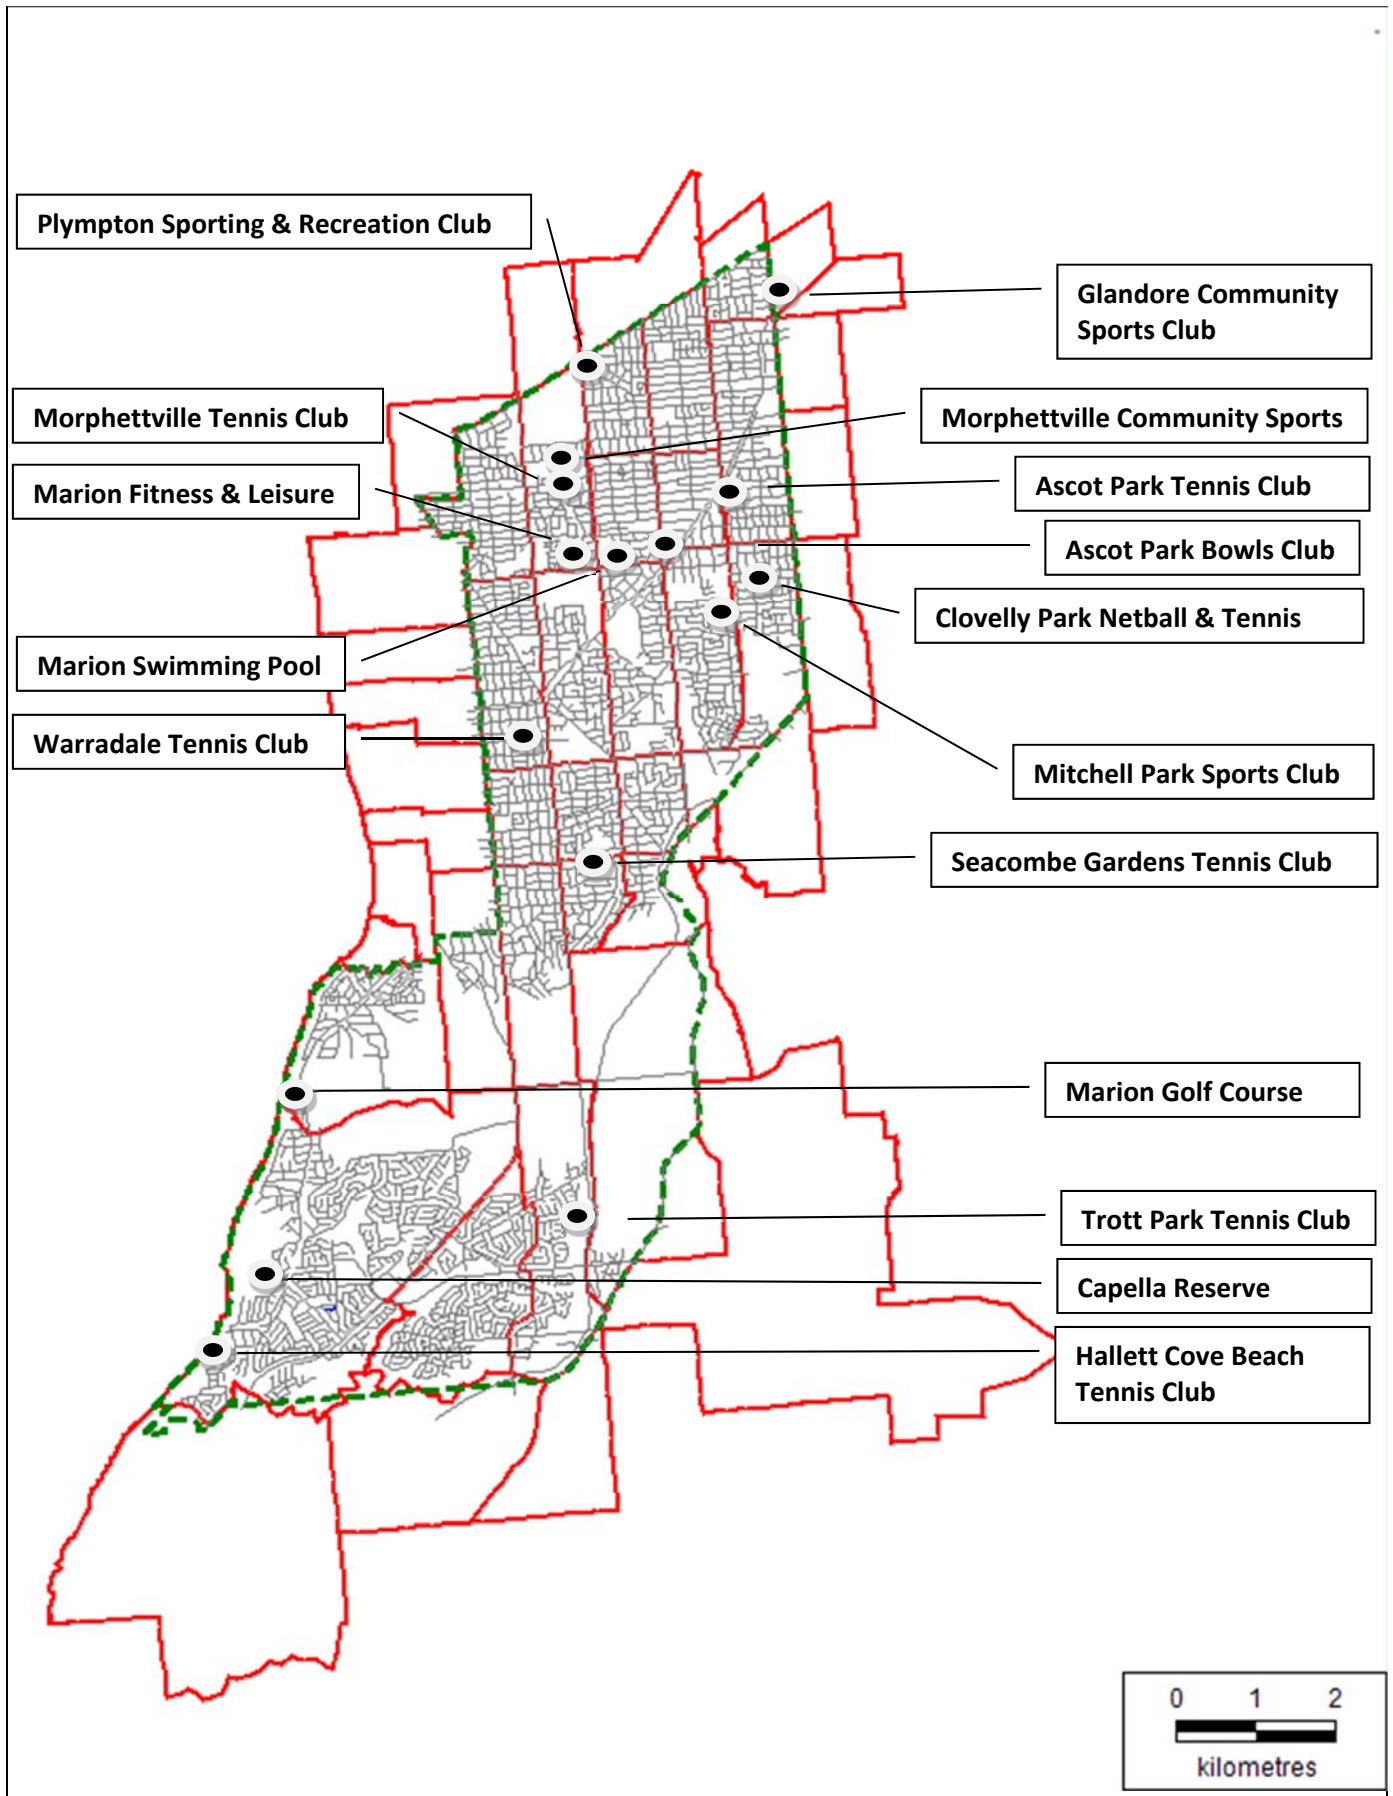 Plympton Sporting & Recreation Club
Glandore Community
Sports Club
Morphettville Tennis Club
Morphettville Community Sports
Marion Fitness & Leisure
Ascot Park Tennis Club
Ascot Park Bowls Club
Clovelly Park Netball & Tennis
Marion Swimming Pool
Warradale Tennis Club
Mitchell Park Sports Club
Seacombe Gardens Tennis Club
Marion Golf Course
Trott Park Tennis Club
Capella Reserve
Hallett Cove Beach
Tennis Club
0 1 2
kilometres